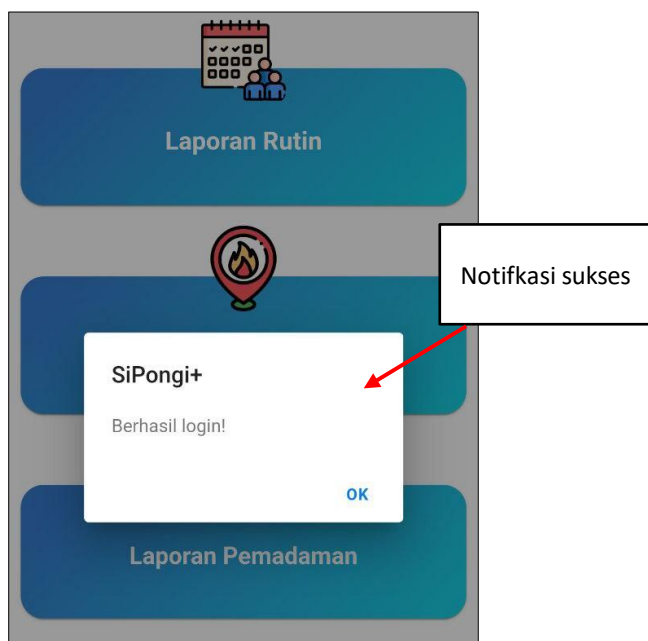 Laporan Rutin
Notifkasi sukses
SiPongi+
Berhasil login!
OK
Laporan Pemadaman